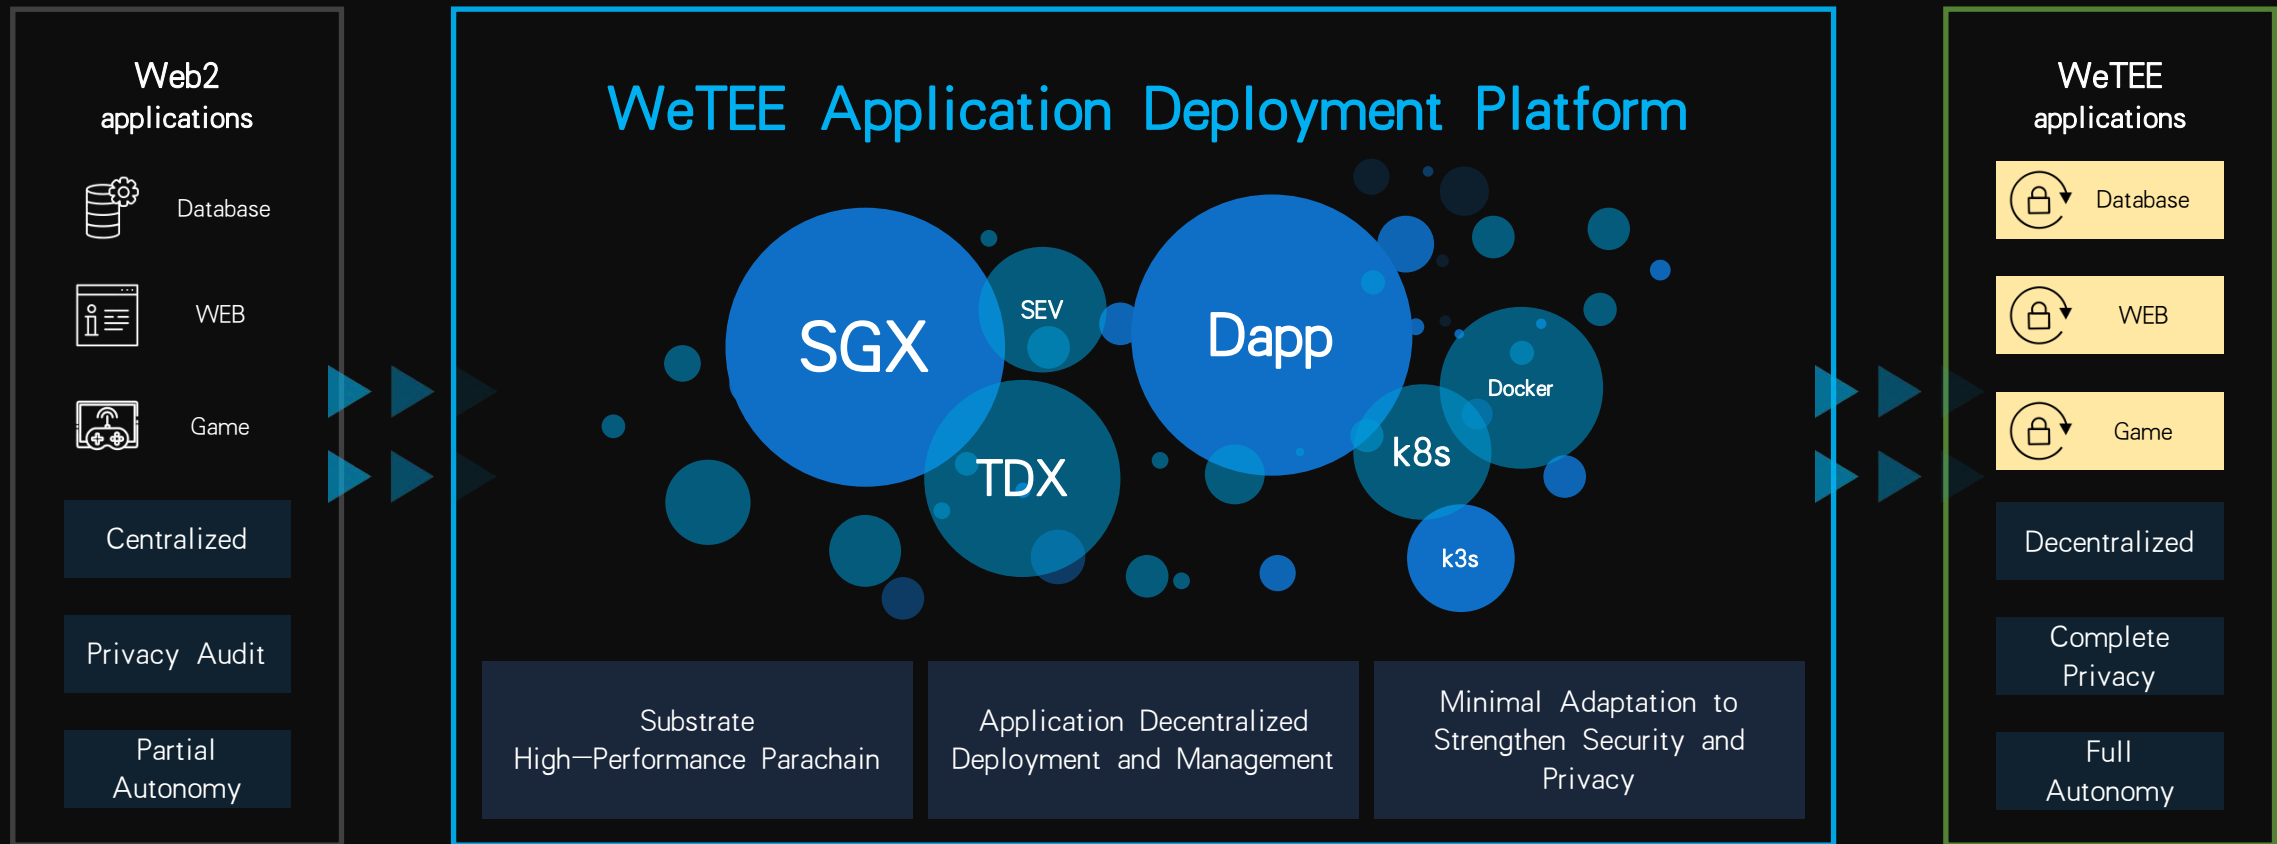 Web2
applications
Database
WEB
Game
Centralized
Privacy Audit
Partial
Autonomy
WeTEE Application Deployment Platform
SGX
SEV
TDX
Dapp
Docker
k8s
k3s
Substrate
High—Performance Parachain
Application Decentralized
Deployment and Management
Minimal Adaptation to
Strengthen Security and
Privacy
WeTEE
applications
Database
WEB
Game
Decentralized
Complete
Privacy
Full
Autonomy